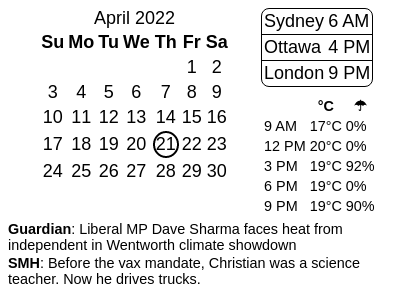 April 2022
Su Mo Tu We Th Fr Sa
1 2
3 4 5 6 7 8 9
10 11 12 13 14 15 16
17 18 19 20 21 22 23
24 25 26 27 28 29 30
Sydney 6 AM
Ottawa 4 PM
London 9 PM
°C ☂
9 AM 17°C 0%
12 PM 20°C 0%
3 PM 19°C 92%
6 PM 19°C 0%
9 PM 19°C 90%
Guardian: Liberal MP Dave Sharma faces heat from
independent in Wentworth climate showdown
SMH: Before the vax mandate, Christian was a science
teacher. Now he drives trucks.